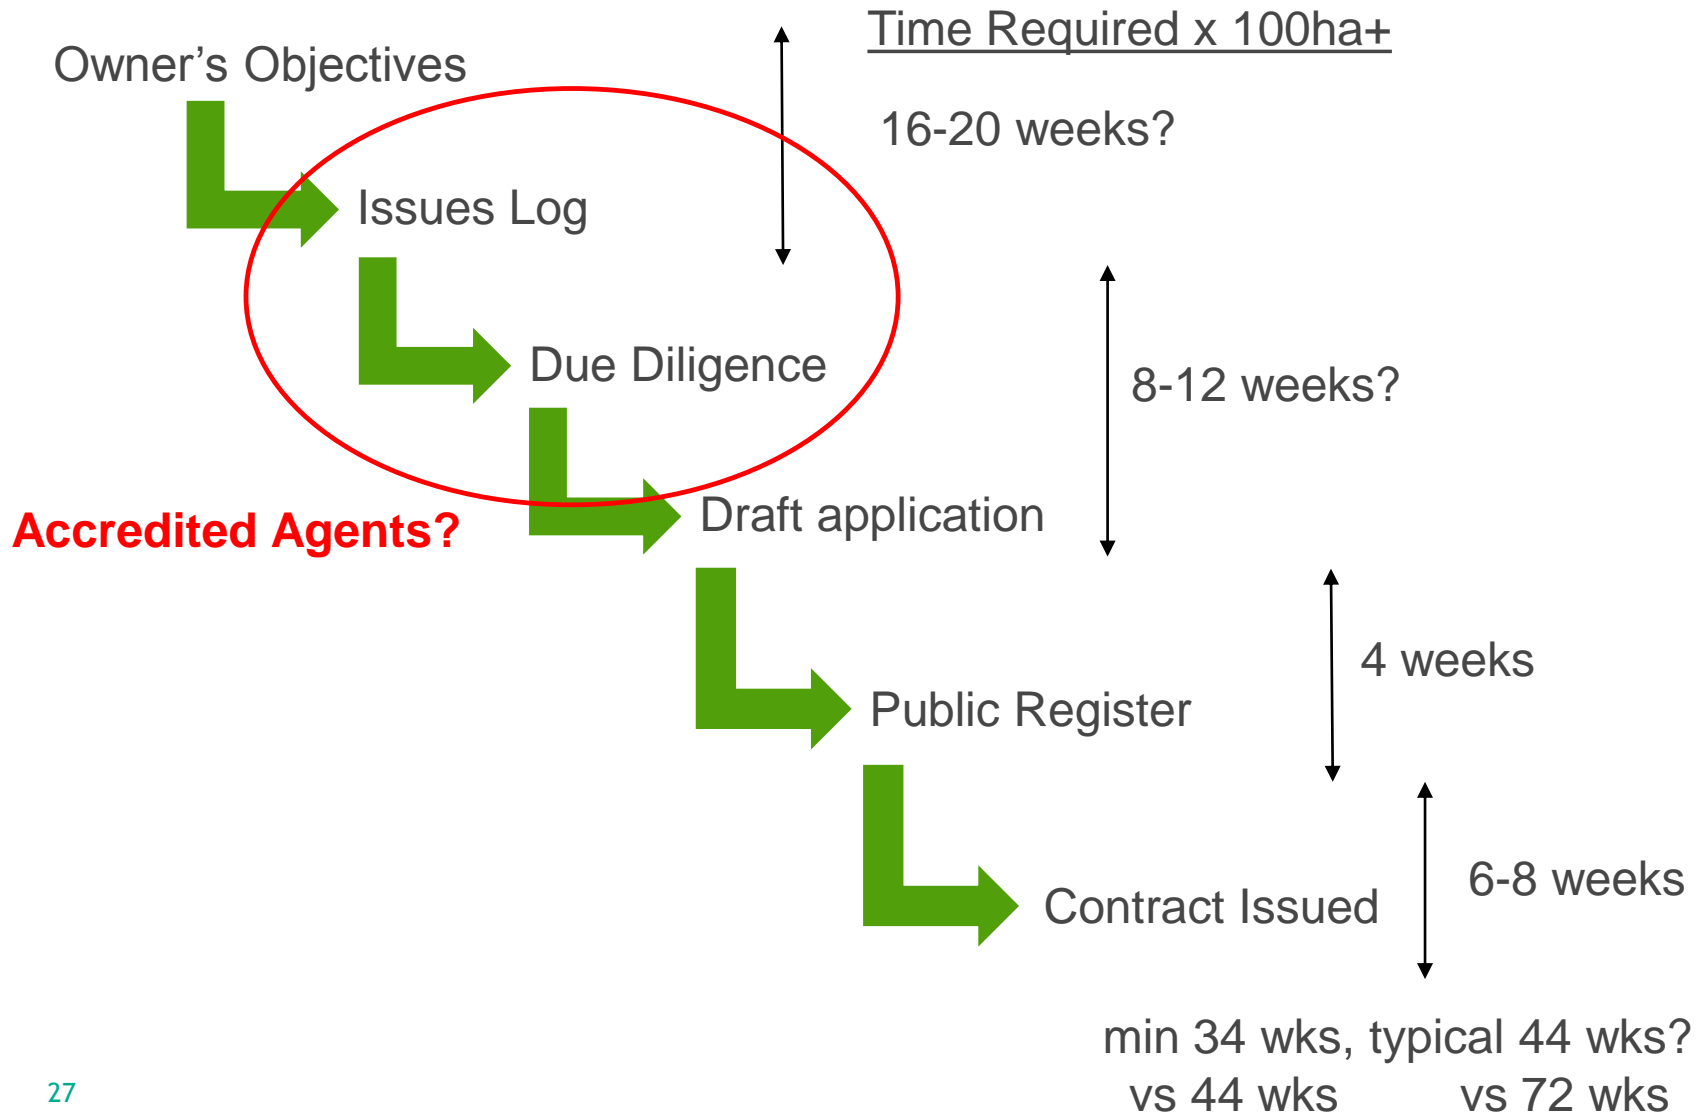 Time Required x 100ha+
Owner’s Objectives
16-20 weeks?
Issues Log
Due Diligence
8-12 weeks?
Draft application
Accredited Agents?
4 weeks
Public Register
6-8 weeks
Contract Issued
min 34 wks, typical 44 wks?
vs 44 wks vs 72 wks
27